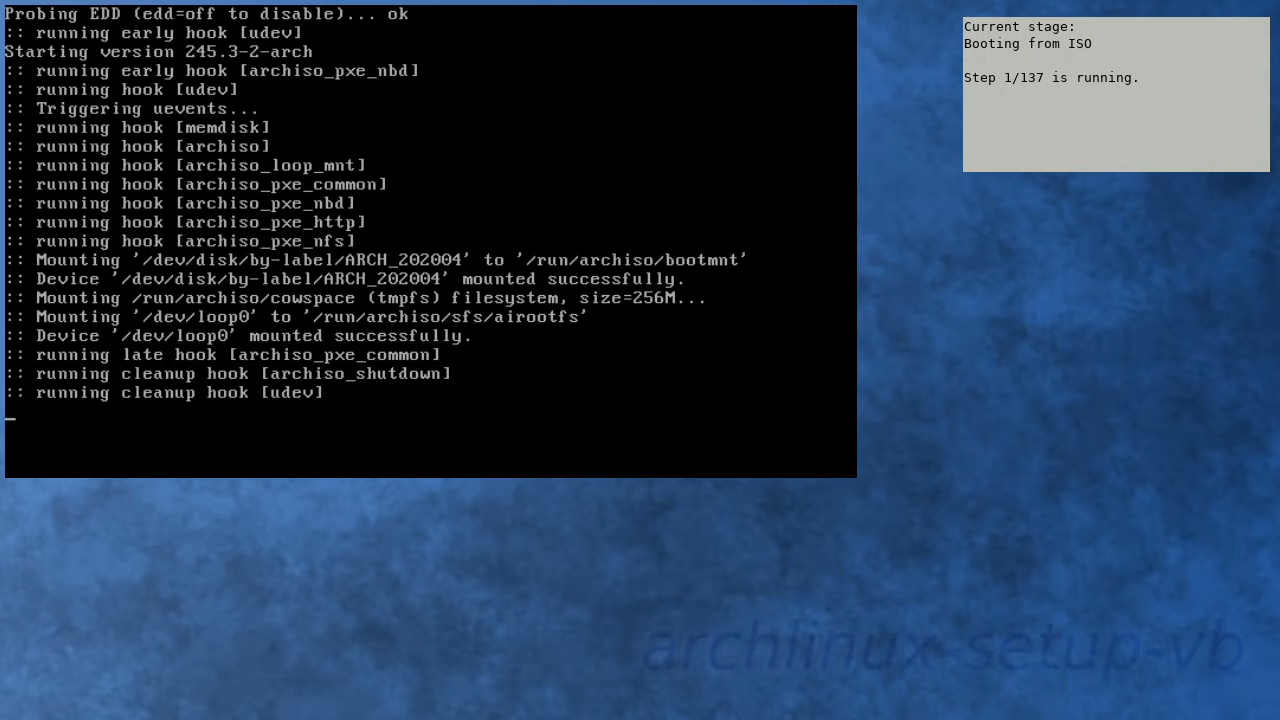 Probing EDD (edd=off to disable)... ok
:: running early hook [udev]
Starting version 245.3-2-arch
:: running early hook [archiso_pxe_nbd]
:: running hook [udev]
:: Triggering uevents...
:: running hook [memdisk]
:: running hook [archiso]
:: running hook [archiso_loop_mnt]
:: running hook [archiso_pxe_common]
:: running hook [archiso_pxe_nbd]
:: running hook [archiso_pxe_http]
:: running hook [archiso_pxe_nfs]
:: Mounting '/dev/disk/by-label/ARCH_202004' to '/run/archiso/bootmnt'
:: Device '/dev/disk/by-label/ARCH_202004' mounted successfully.
:: Mounting /run/archiso/cowspace (tmpfs) filesystem, size=256M...
:: Mounting '/dev/loop0' to '/run/archiso/sfs/airootfs'
:: Device '/dev/loop0' mounted successfully.
:: running late hook [archiso_pxe_common]
:: running cleanup hook [archiso_shutdown]
:: running cleanup hook [udev]
Current stage:
Booting from ISO
Step 1/137 is running.
archlinux-setup-vb